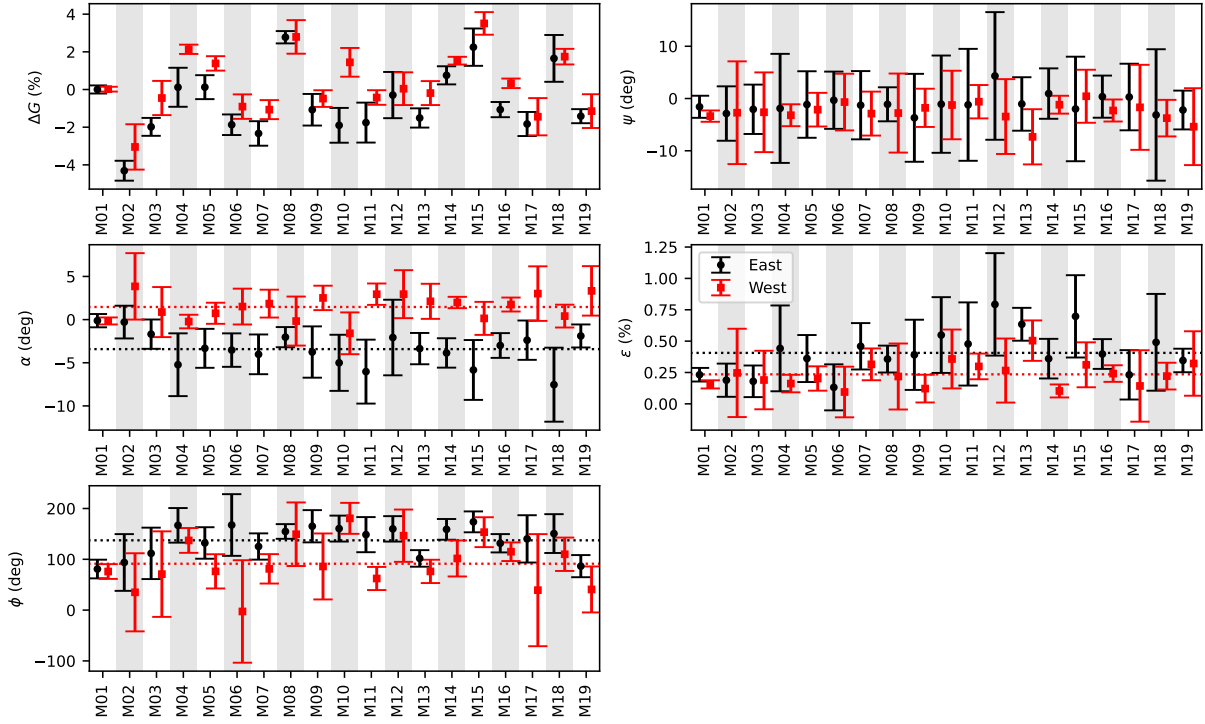 ΔG (%)
4
2
0
−2
−4
M01 M02 M03 M04 M05 M06 M07 M08 M09 M10 M11 M12 M13 M14 M15 M16 M17 M18 M19
ψ (deg)
10
0
−10
M01 M02 M03 M04 M05 M06 M07 M08 M09 M10 M11 M12 M13 M14 M15 M16 M17 M18 M19
α (deg)
5
0
−5
−10
M01 M02 M03 M04 M05 M06 M07 M08 M09 M10 M11 M12 M13 M14 M15 M16 M17 M18 M19
ε (%)
1.25
1.00
0.75
0.50
0.25
0.00
East
West
M01 M02 M03 M04 M05 M06 M07 M08 M09 M10 M11 M12 M13 M14 M15 M16 M17 M18 M19
ϕ (deg)
200
100
0
−100
M01 M02 M03 M04 M05 M06 M07 M08 M09 M10 M11 M12 M13 M14 M15 M16 M17 M18 M19